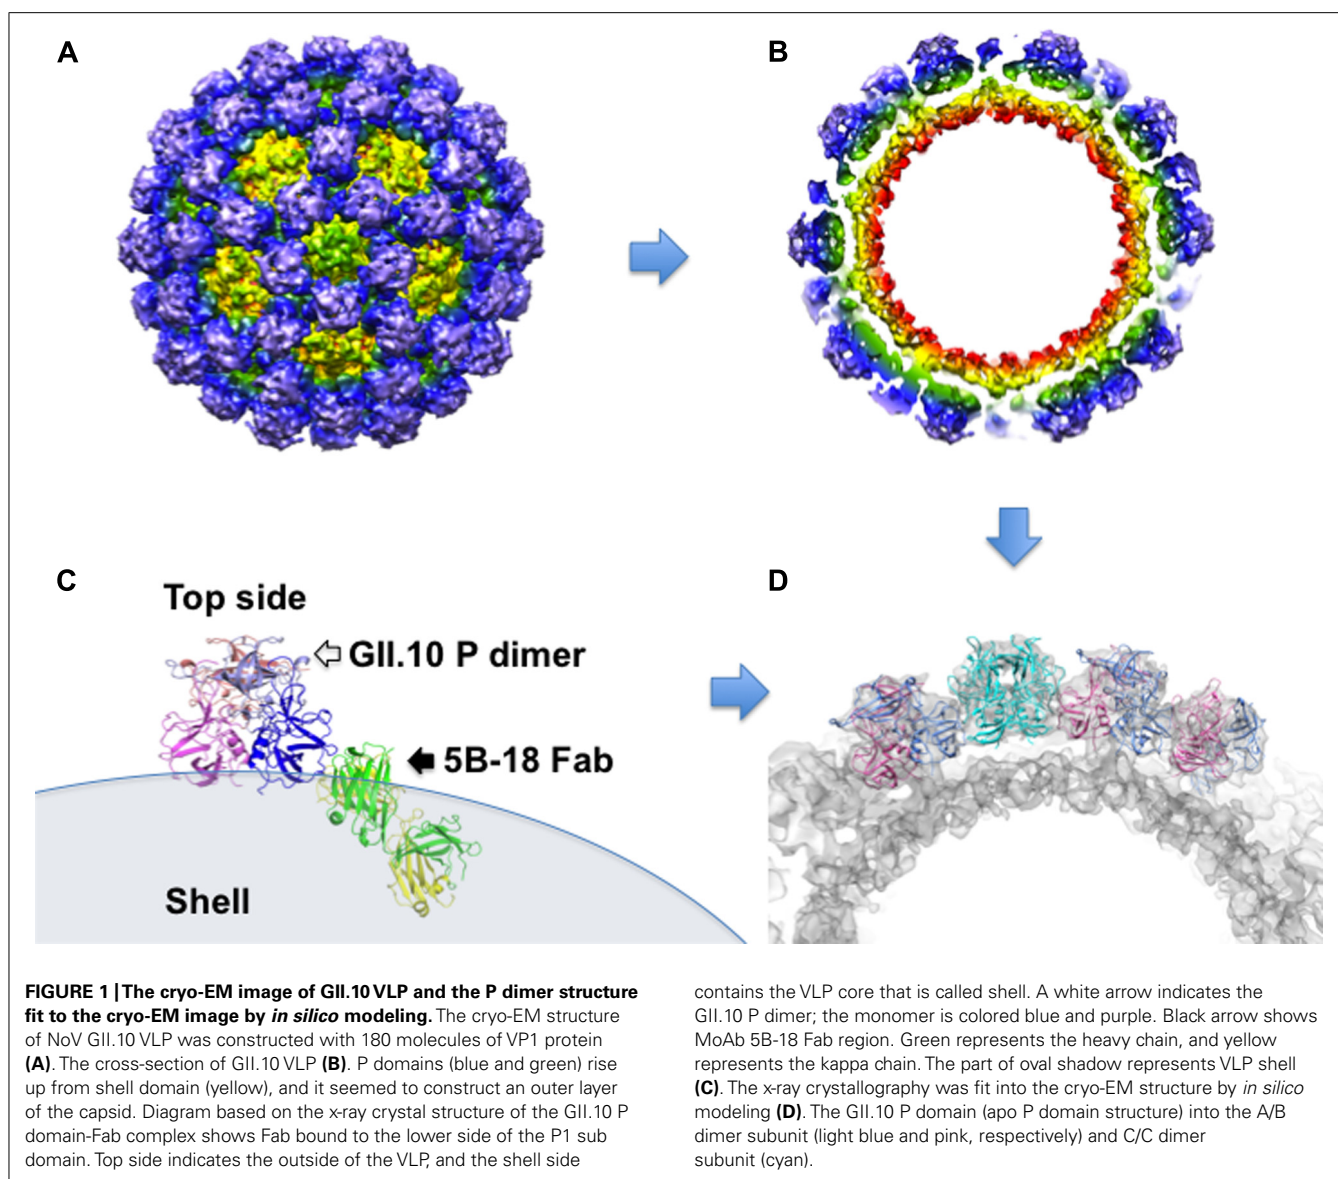 A
B
C
D
Top side
GII.10 P dimer
5B-18 Fab
Shell
FIGURE 1 | The cryo-EM image of GII.10 VLP and the P dimer structure
fit to the cryo-EM image by in silico modeling. The cryo-EM structure
of NoV GII.10 VLP was constructed with 180 molecules of VP1 protein
(A). The cross-section of GII.10 VLP (B). P domains (blue and green) rise
up from shell domain (yellow), and it seemed to construct an outer layer
of the capsid. Diagram based on the x-ray crystal structure of the GII.10 P
domain-Fab complex shows Fab bound to the lower side of the P1 sub
domain. Top side indicates the outside of the VLP, and the shell side
contains the VLP core that is called shell. A white arrow indicates the
GII.10 P dimer; the monomer is colored blue and purple. Black arrow shows
MoAb 5B-18 Fab region. Green represents the heavy chain, and yellow
represents the kappa chain. The part of oval shadow represents VLP shell
(C). The x-ray crystallography was fit into the cryo-EM structure by in silico
modeling (D). The GII.10 P domain (apo P domain structure) into the A/B
dimer subunit (light blue and pink, respectively) and C/C dimer
subunit (cyan).